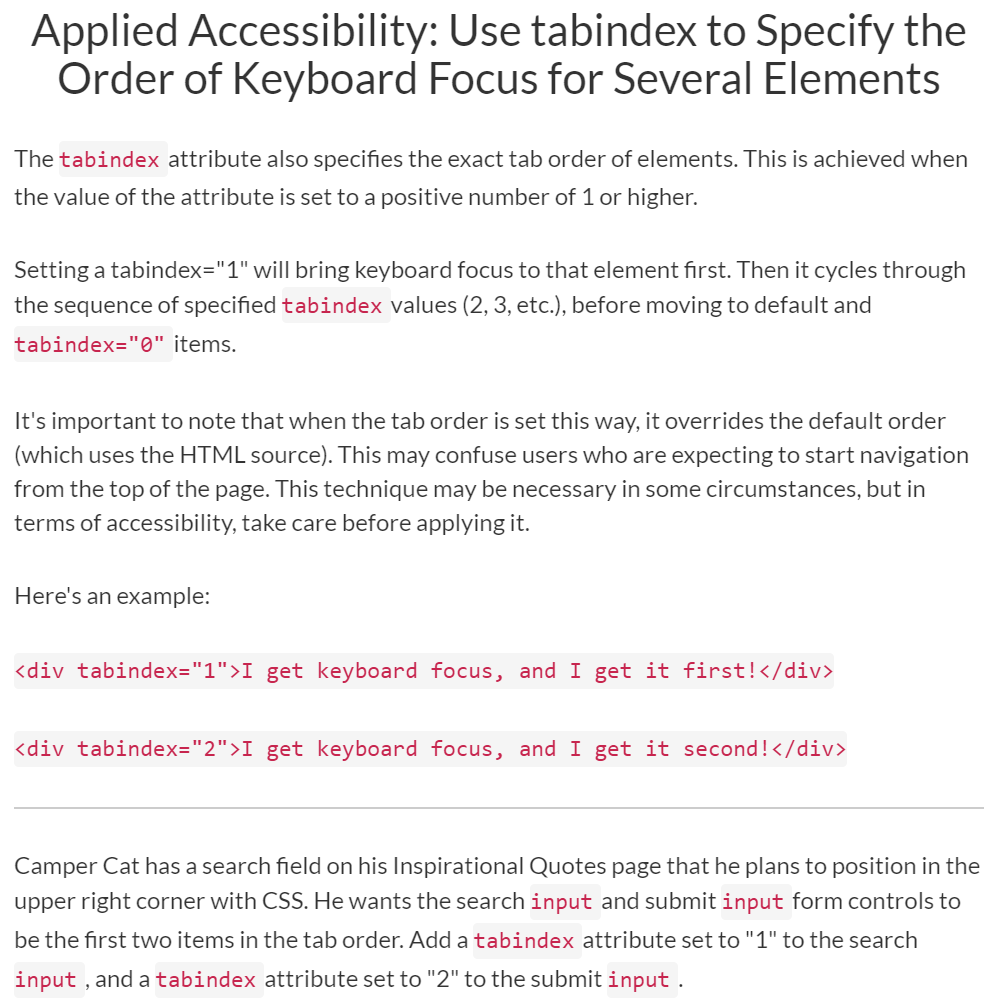 Applied Accessibility: Use tabindex to Specify the
Order of Keyboard Focus for Several Elements
The tabindex attribute also specifies the exact tab order of elements. This is achieved when
the value of the attribute is set to a positive number of 1 or higher.
Setting a tabindex="1" will bring keyboard focus to that element first. Then it cycles through
the sequence of specified tabindex values (2, 3, etc.), before moving to default and
tabindex="0" items.
It's important to note that when the tab order is set this way, it overrides the default order
(which uses the HTML source). This may confuse users who are expecting to start navigation
from the top of the page. This technique may be necessary in some circumstances, but in
terms of accessibility, take care before applying it.
Here's an example:
<div tabindex="1">I get keyboard focus, and I get it first!</div>
<div tabindex="2">I get keyboard focus, and I get it second!</div>
Camper Cat has a search field on his Inspirational Quotes page that he plans to position in the
upper right corner with CSS. He wants the search input and submit input form controls to
be the first two items in the tab order. Add a tabindex attribute set to "1" to the search
input , and a tabindex attribute set to "2" to the submit input .